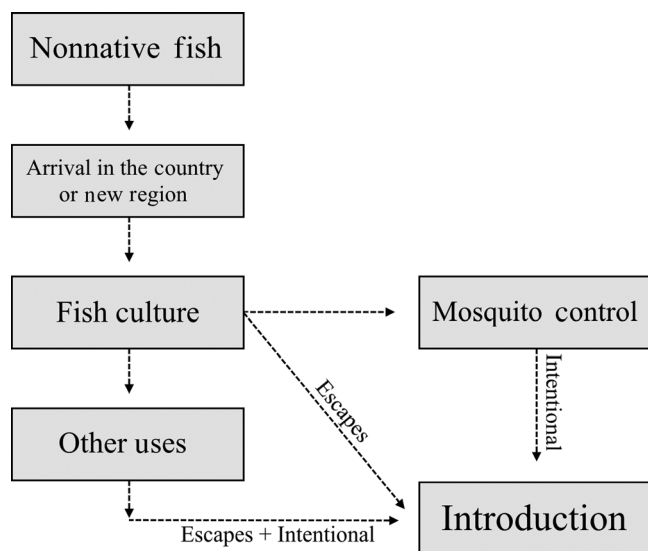 Nonnative fish
Arrival in the country
or new region
Fish culture
Mosquito control
Escapes
Intentional
Other uses
Escapes + Intentional
Introduction